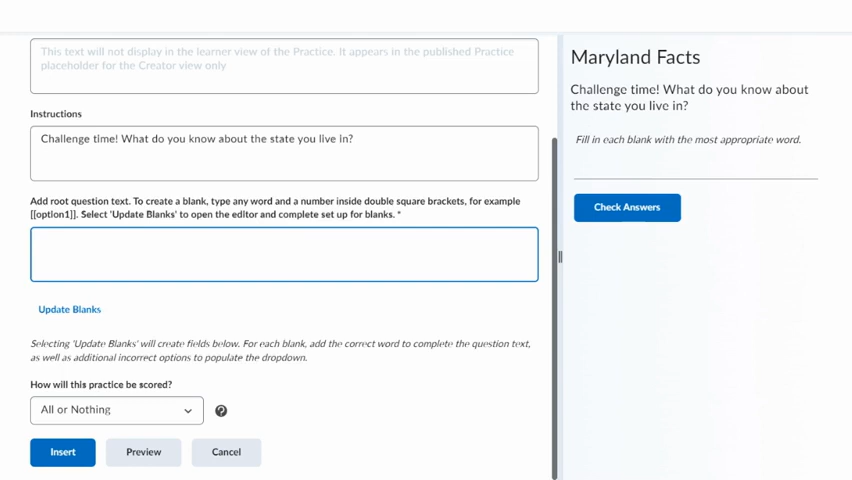 This text will not display in the learner view of the Practice. It appears in the published Practice
placeholder for the Creator view only
Instructions
Challenge time! What do you know about the state you live in?
Add root question text. To create a blank, type any word and a number inside double square brackets, for example
[[option1]]. Select 'Update Blanks' to open the editor and complete set up for blanks. *
Update Blanks
Selecting 'Update Blanks' will create fields below. For each blank, add the correct word to complete the question text,
as well as additional incorrect options to populate the dropdown.
How will this practice be scored?
All or Nothing
?
Insert
Preview
Cancel
Maryland Facts
Challenge time! What do you know about
the state you live in?
Fill in each blank with the most appropriate word.
Check Answers